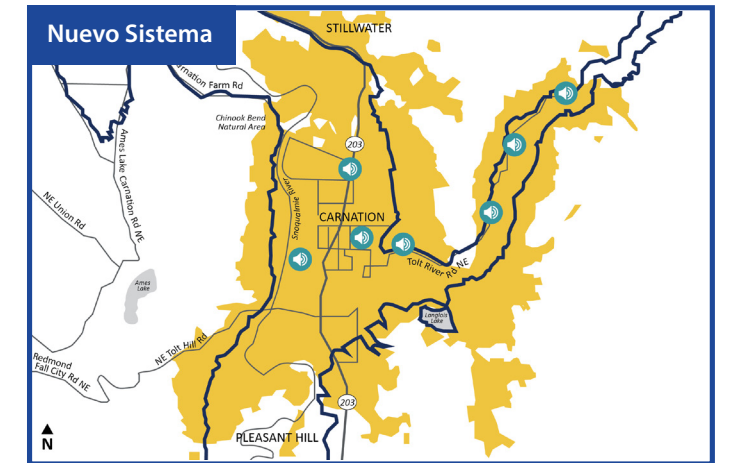 Nuevo Sistema
STILLWATER
Carnation Farm Rd
Chinook Bend
Natural Area
203
Ames Lake Carnation Rd NE
Snoqualmie River
NE Union Rd
CARNATION
Tolt River Rd NE
Ames
Lake
Langlois
Lake
NE Tolt Hill Rd
Redmond
Fall City Rd NE
203
N
PLEASANT HILL